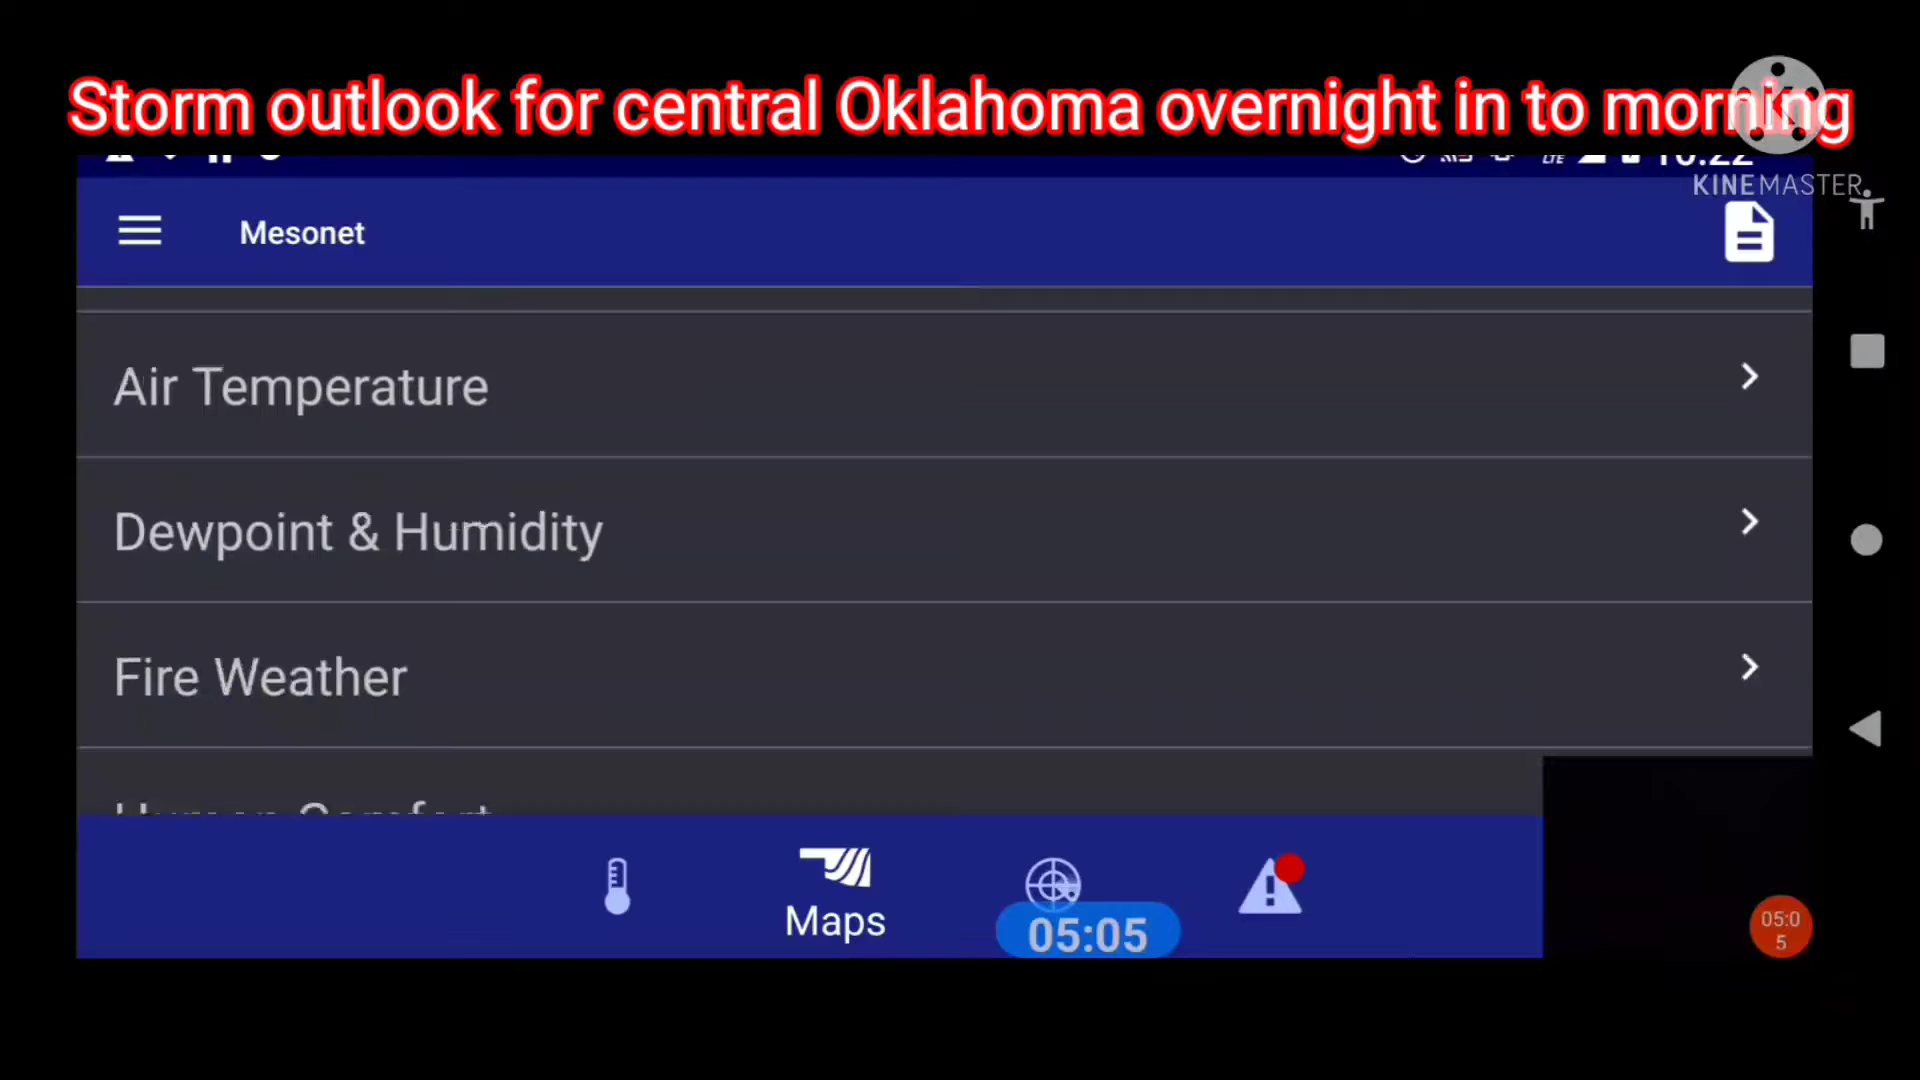 Storm outlook for central Oklahoma overnight in to morning
KINEMASTER
Mesonet
Air Temperature
Dewpoint & Humidity
Fire Weather
Maps
05:05
05:0
5